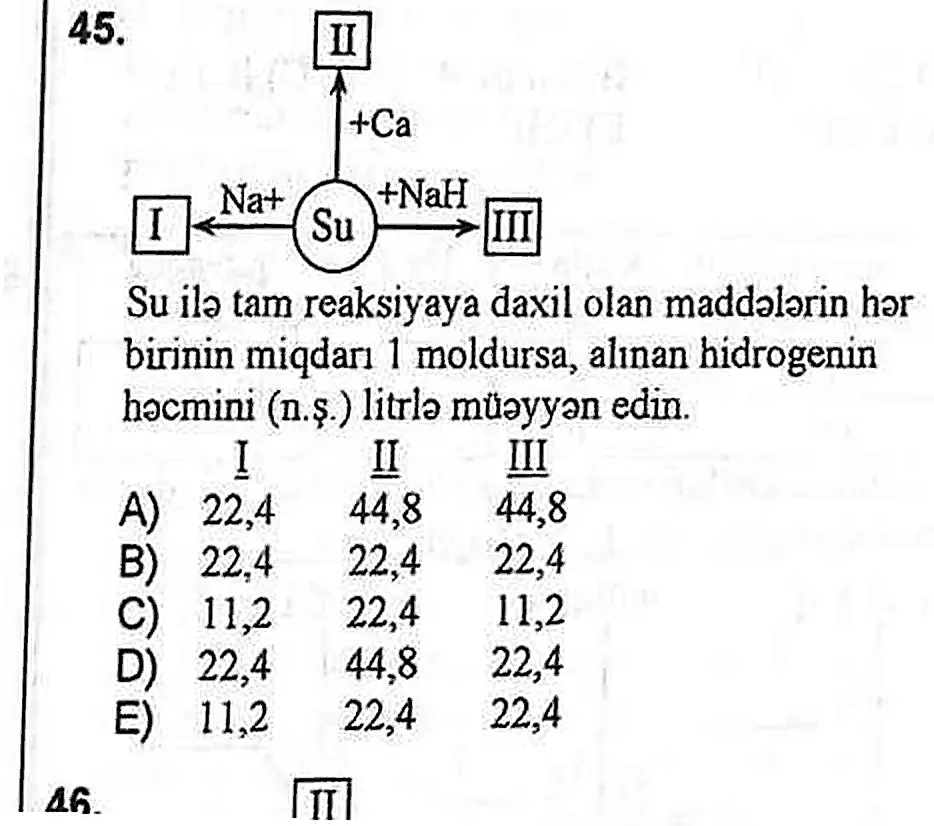 45.
II
+Ca
I Na+ Su +NaH III
Su ilə tam reaksiyaya daxil olan maddələrin hər
birinin miqdarı 1 moldursa, alınan hidrogenin
həcmini (n.ş.) litrlə müəyyən edin.
I II III
A) 22,4 44,8 44,8
B) 22,4 22,4 22,4
C) 11,2 22,4 11,2
D) 22,4 44,8 22,4
E) 11,2 22,4 22,4
46. II